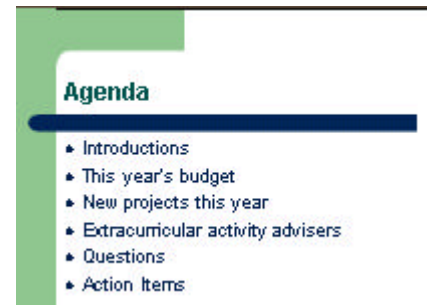 Agenda
• Introductions
• This year's budget
• New projects this year
• Extracurricular activity advisers
• Questions
• Action Items